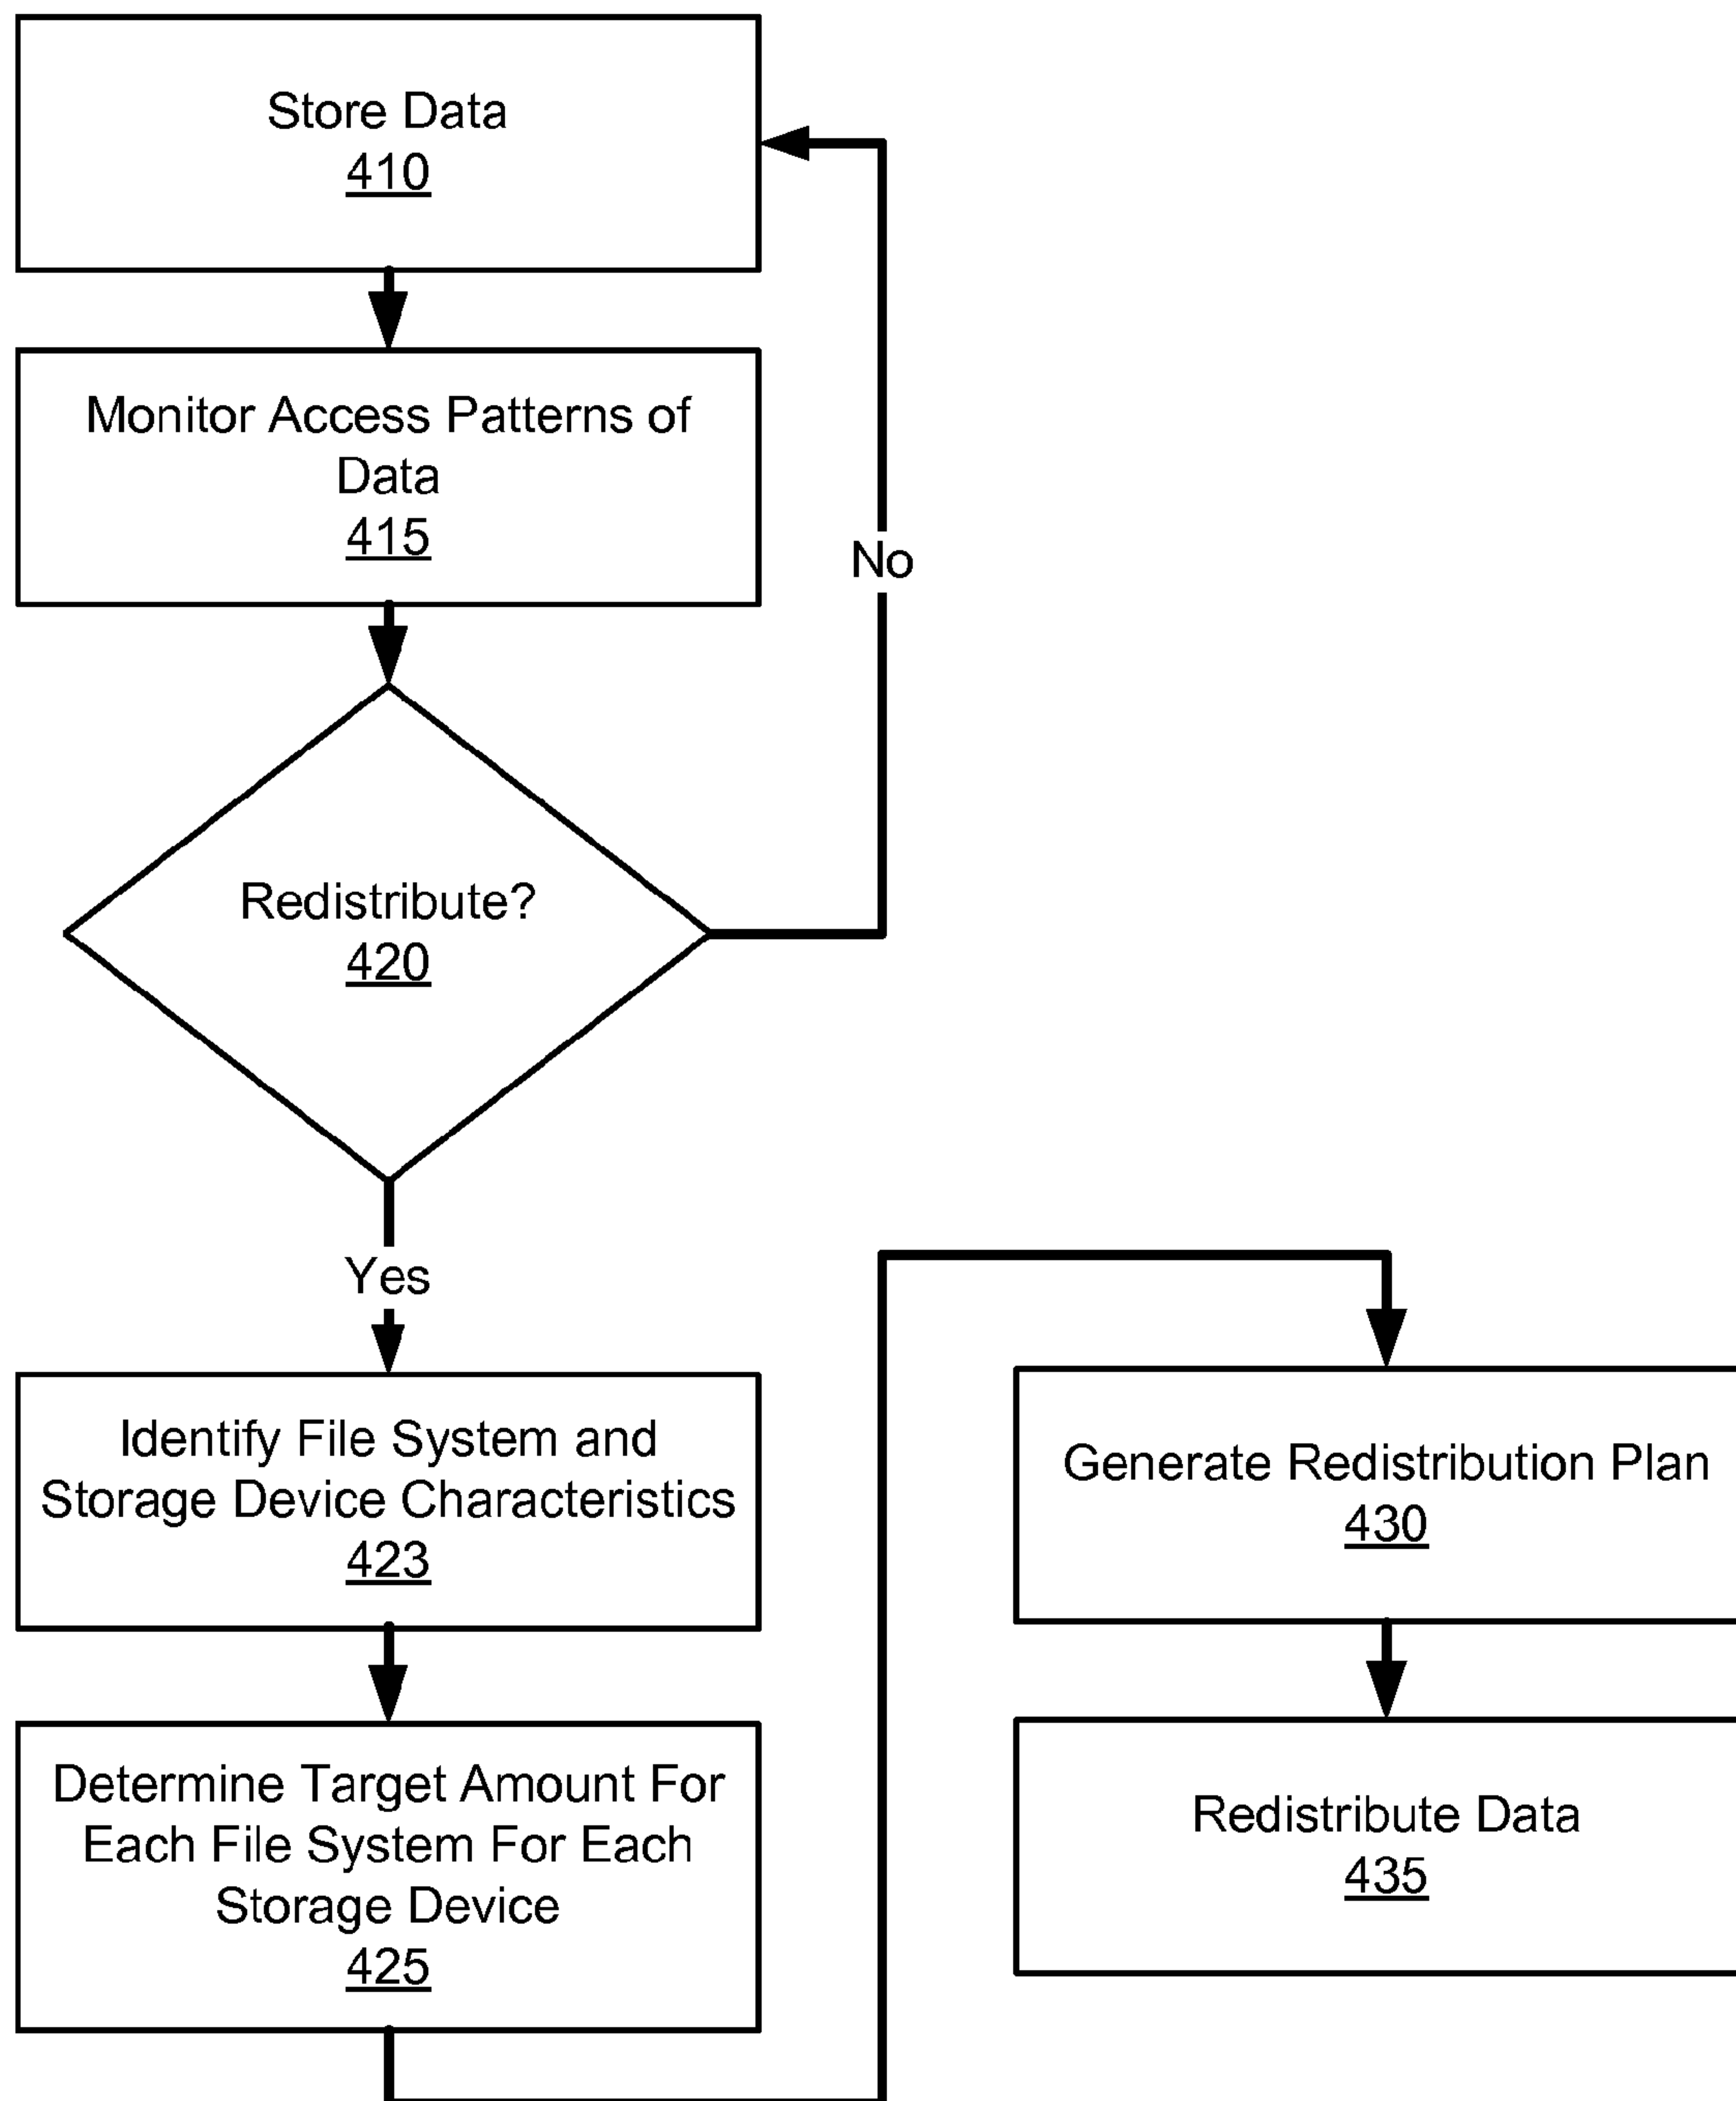 Store Data
410
Monitor Access Patterns of
Data
415
No
Redistribute?
420
Yes
Identify File System and
Storage Device Characteristics
423
Determine Target Amount For
Each File System For Each
Storage Device
425
Generate Redistribution Plan
430
Redistribute Data
435